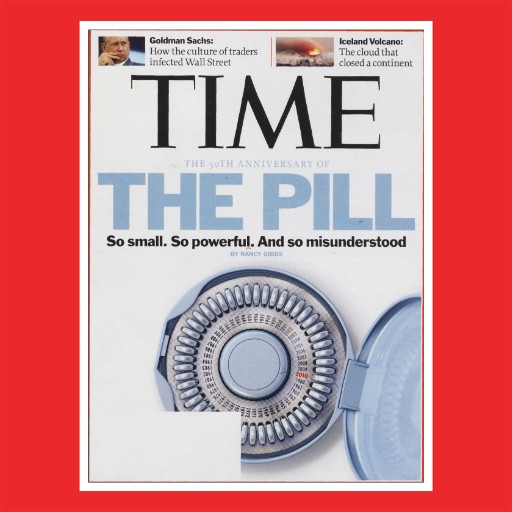 Goldman Sachs:
How the culture of traders
infected Wall Street
Iceland Volcano:
The cloud that
closed a continent
TIME
THE 50TH ANNIVERSARY OF
THE PILL
So small. So powerful. And so misunderstood
BY NANCY GIBBS
2010